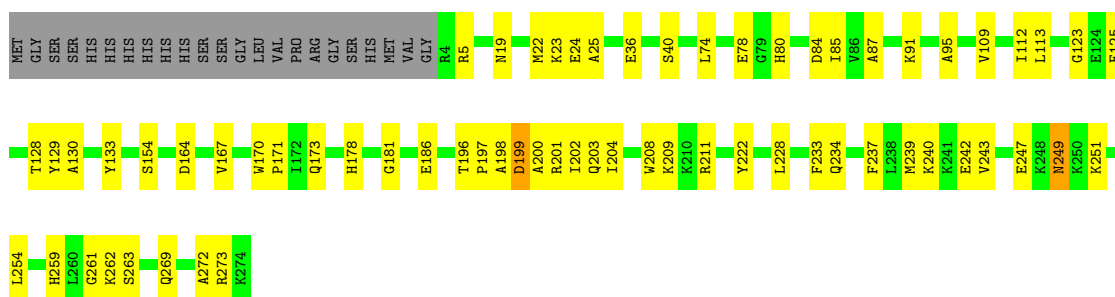 MET GLY SER SER HIS HIS HIS HIS HIS HIS SER SER GLY LEU VAL PRO ARG GLY SER HIS MET VAL GLY R4 R5 N19 M22 K23 E24 A25 E36 S40 L74 E78 G79 H80 D84 I85 V86 A87 K91 A95 V109 I112 L113 G123 E124
T128 Y129 A130 Y133 S154 D164 V167 W170 P171 I172 Q173 H178 G181 E186 T196 P197 A198 D199 A200 R201 I202 Q203 I204 W208 K209 K210 R211 Y222 L228 F233 Q234 F237 L238 M239 K240 K241 E242 V243 E247 K248 N249 K250 K251
L254 H259 L260 G261 K262 S263 Q269 A272 R273 K274